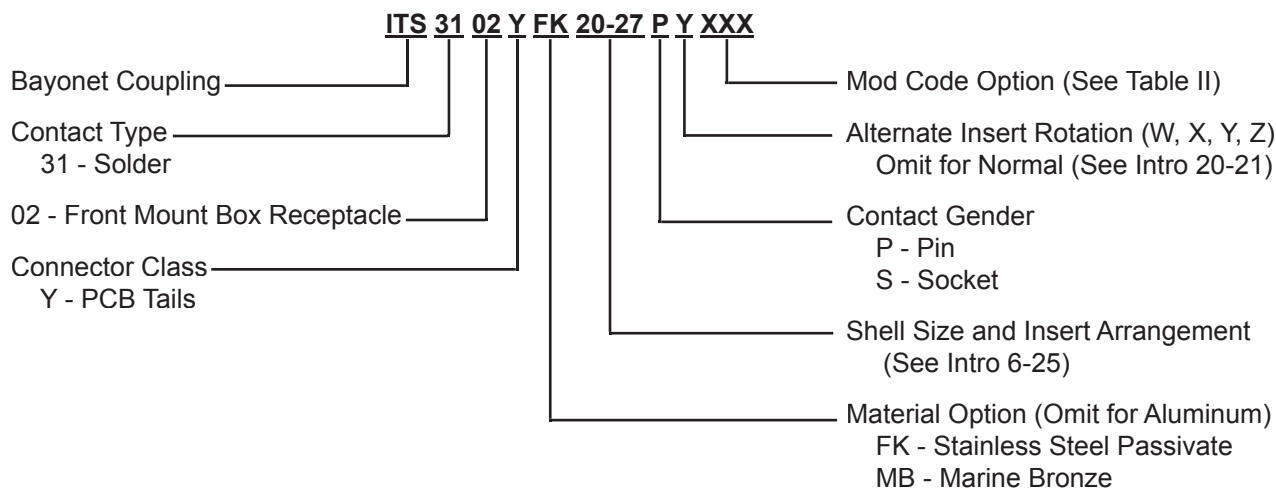 ITS 31 02 Y FK 20-27 P Y XXX
Bayonet Coupling
Contact Type
31 - Solder
02 - Front Mount Box Receptacle
Connector Class
Y - PCB Tails
Mod Code Option (See Table II)
Alternate Insert Rotation (W, X, Y, Z)
Omit for Normal (See Intro 20-21)
Contact Gender
P - Pin
S - Socket
Shell Size and Insert Arrangement
(See Intro 6-25)
Material Option (Omit for Aluminum)
FK - Stainless Steel Passivate
MB - Marine Bronze